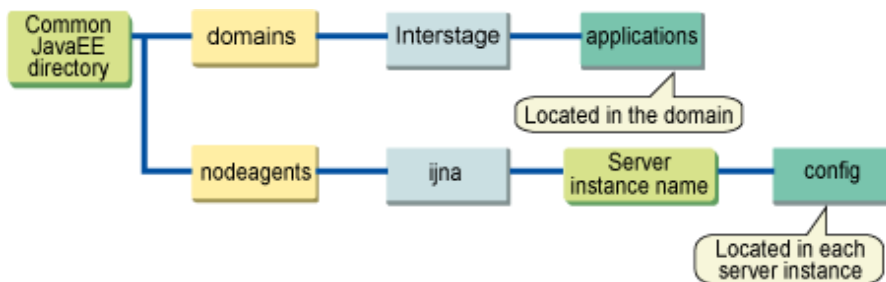 Common
JavaEE
directory
domains
Interstage
applications
Located in the domain
nodeagents
ijna
Server
instance name
config
Located in each
server instance